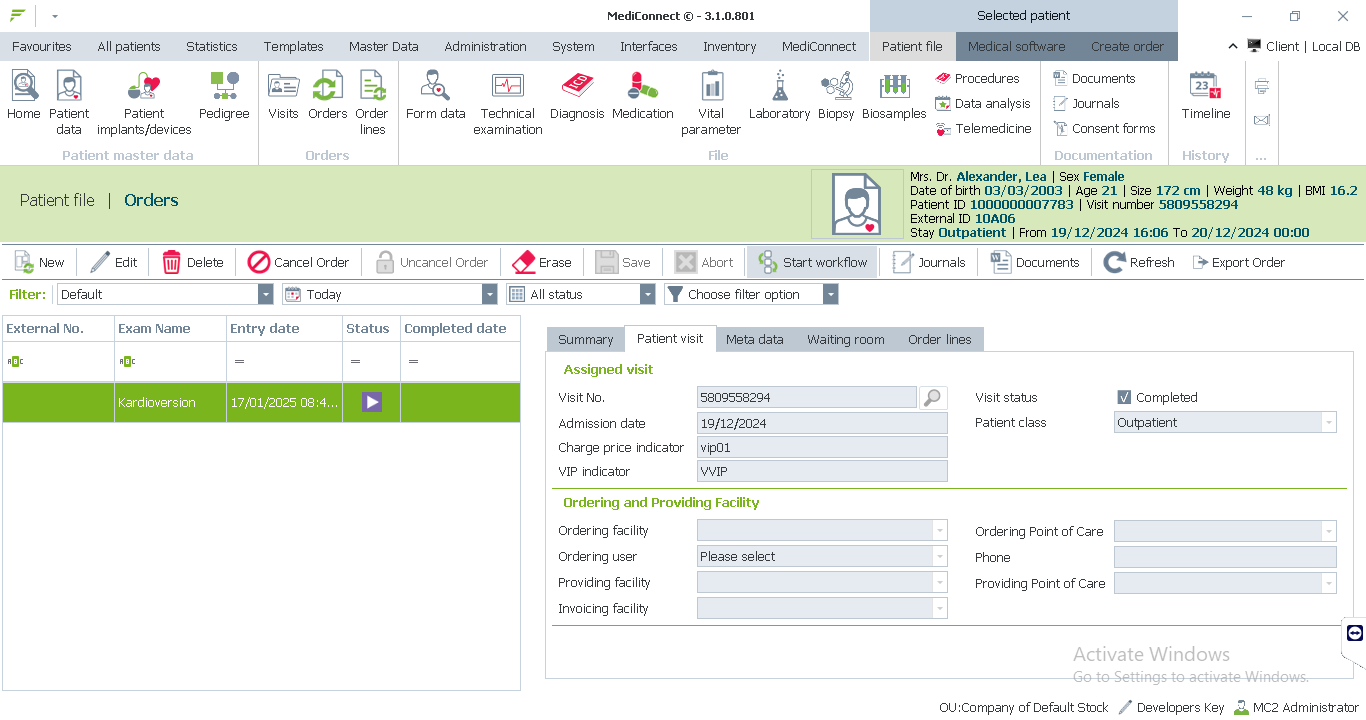 MediConnect © - 3.1.0.801
Selected patient
Favourites All patients Statistics Templates Master Data Administration System Interfaces Inventory MediConnect Patient file Medical software Create order Client | Local DB
Home Patient data Patient implants/devices Pedigree
Patient master data
Visits Orders Order lines
Orders
Form data Technical examination Diagnosis Medication Vital parameter Laboratory Biopsy Biosamples
Procedures
Data analysis
Telemedicine
File
Documents
Journals
Consent forms
Documentation
23
Timeline
History
...
Patient file | Orders
Mrs. Dr. Alexander, Lea | Sex Female
Date of birth 03/03/2003 | Age 21 | Size 172 cm | Weight 48 kg | BMI 16.2
Patient ID 1000000007783 | Visit number 5809558294
External ID 10A06
Stay Outpatient | From 19/12/2024 16:06 To 20/12/2024 00:00
New Edit Delete Cancel Order Uncancel Order Erase Save Abort Start workflow Journals Documents Refresh Export Order
Filter: Default Today All status Choose filter option
External No. Exam Name Entry date Status Completed date
ABC ABC = = =
Kardioversion 17/01/2025 08:4...
Summary Patient visit Meta data Waiting room Order lines
Assigned visit
Visit No. 5809558294 Visit status Completed
Admission date 19/12/2024 Patient class Outpatient
Charge price indicator vip01
VIP indicator VVIP
Ordering and Providing Facility
Ordering facility Ordering Point of Care
Ordering user Please select Phone
Providing facility Providing Point of Care
Invoicing facility
Activate Windows
Go to Settings to activate Windows.
OU:Company of Default Stock Developers Key MC2 Administrator